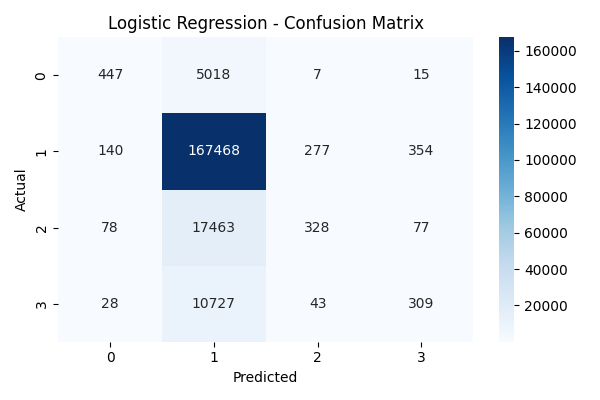 Logistic Regression - Confusion Matrix
0 447 5018 7 15
1 140 167468 277 354
2 78 17463 328 77
3 28 10727 43 309
0 1 2 3
Actual
Predicted
160000
140000
120000
100000
80000
60000
40000
20000